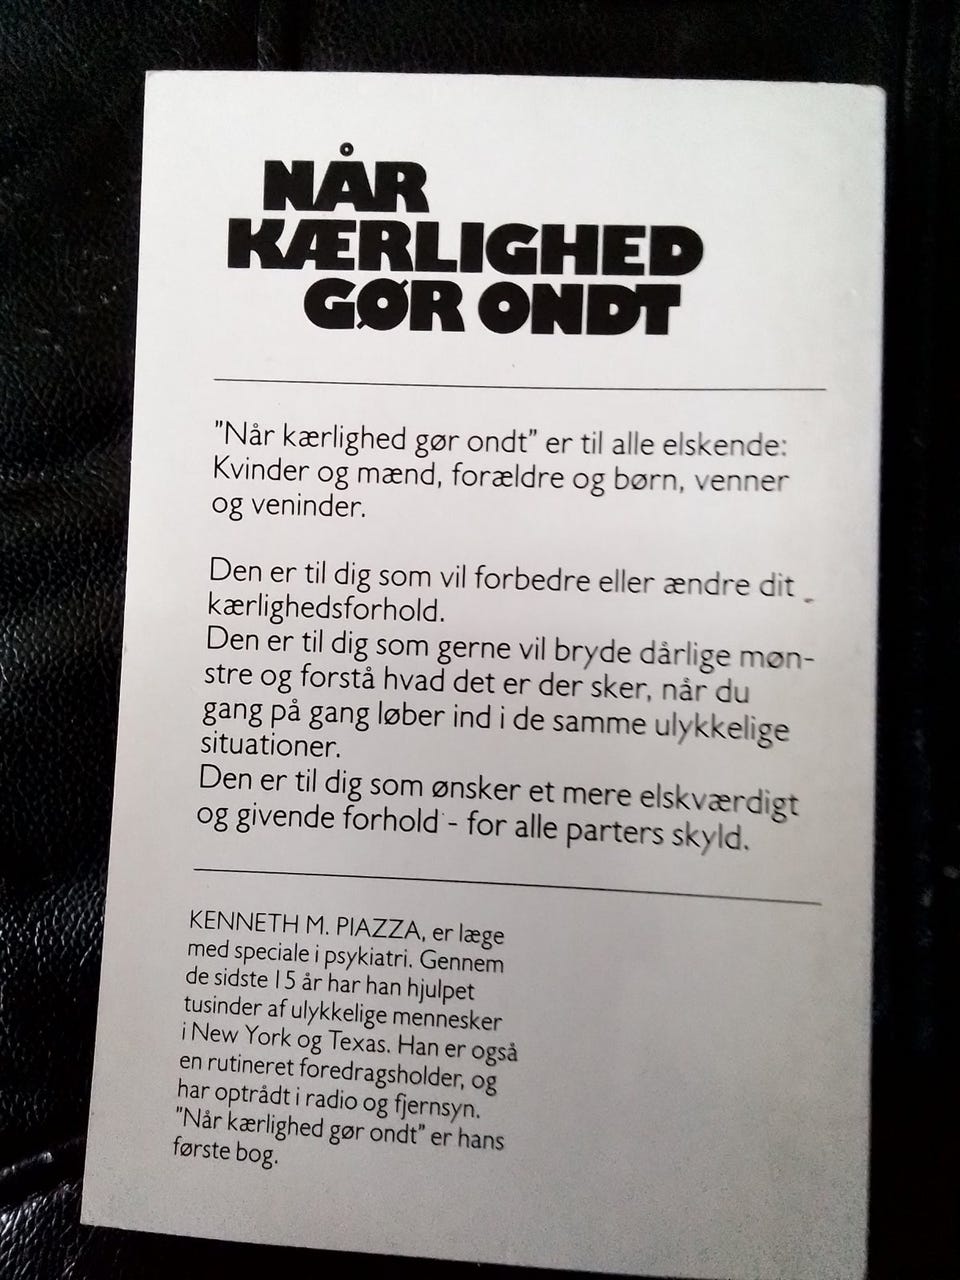 NÅR
KÆRLIGHED
GØR ONDT
"Når kærlighed gør ondt" er til alle elskende:
Kvinder og mænd, forældre og børn, venner
og veninder.
Den er til dig som vil forbedre eller ændre dit
kærlighedsforhold.
Den er til dig som gerne vil bryde dårlige møn-
stre og forstå hvad det er der sker, når du
gang på gang løber ind i de samme ulykkelige
situationer.
Den er til dig som ønsker et mere elskværdigt
og givende forhold - for alle parters skyld.
KENNETH M. PIAZZA, er læge
med speciale i psykiatri. Gennem
de sidste 15 år har han hjulpet
tusinder af ulykkelige mennesker
i New York og Texas. Han er også
en rutineret foredragsholder, og
har optrådt i radio og fjernsyn.
"Når kærlighed gør ondt" er hans
første bog.